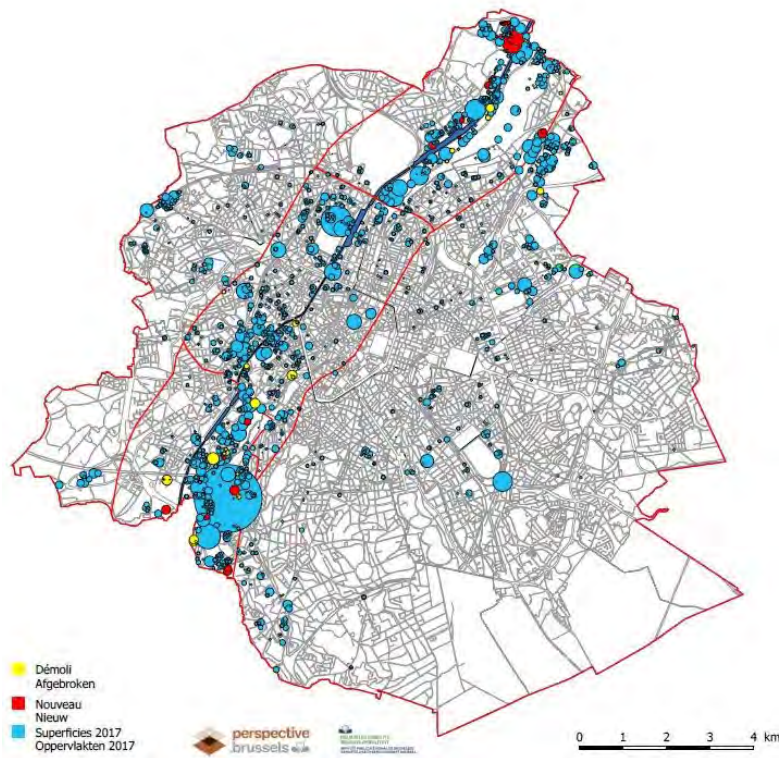 Démoli
Afgebroken
Nouveau
Nieuw
Superficies 2017
Oppervlakten 2017
perspective
.brussels
0 1 2 3 4 km